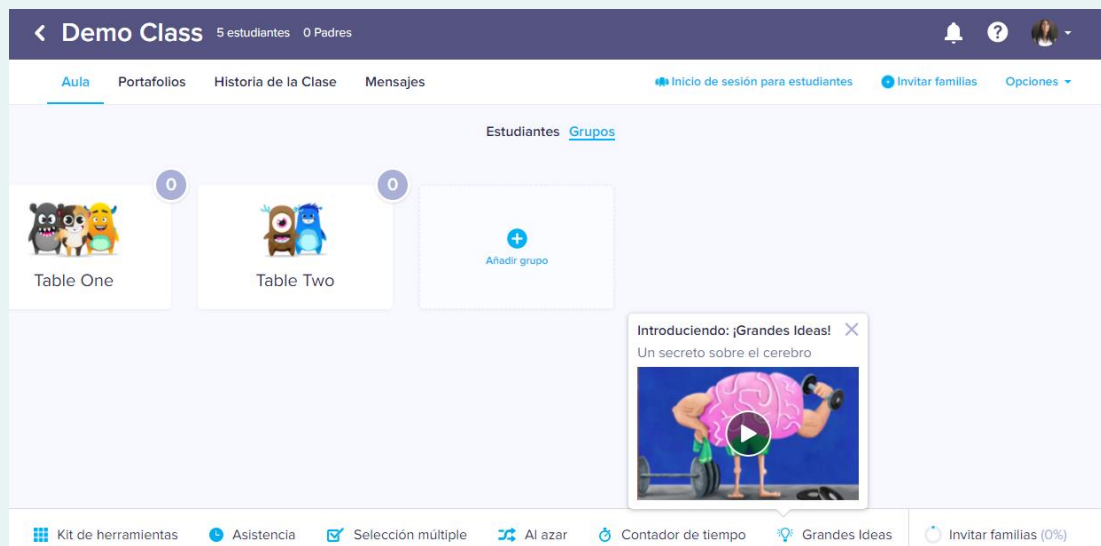 Demo Class 5 estudiantes 0 Padres
Aula Portafolios Historia de la Clase Mensajes Inicio de sesión para estudiantes Invitar familias Opciones
Estudiantes Grupos
0 0
Table One Table Two Añadir grupo
Introduciendo: ¡Grandes Ideas!
Un secreto sobre el cerebro
Kit de herramientas Asistencia Selección múltiple Al azar Contador de tiempo Grandes Ideas Invitar familias (0%)